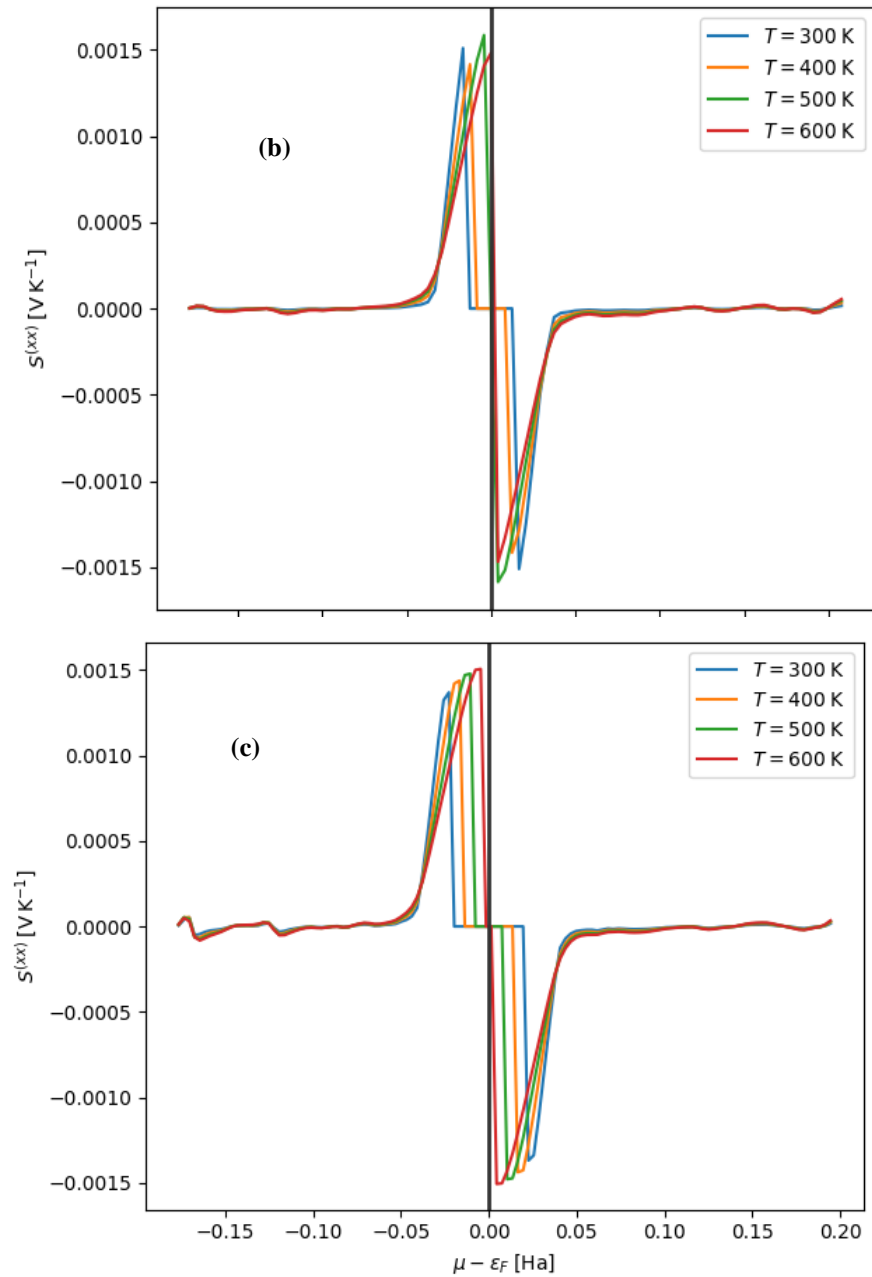 (b)
T = 300 K
T = 400 K
T = 500 K
T = 600 K
0.0015
0.0010
0.0005
0.0000
−0.0005
−0.0010
−0.0015
S^(xx) [V K⁻¹]
(c)
T = 300 K
T = 400 K
T = 500 K
T = 600 K
0.0015
0.0010
0.0005
0.0000
−0.0005
−0.0010
−0.0015
S^(xx) [V K⁻¹]
−0.15 −0.10 −0.05 0.00 0.05 0.10 0.15 0.20
μ − ε_F [Ha]